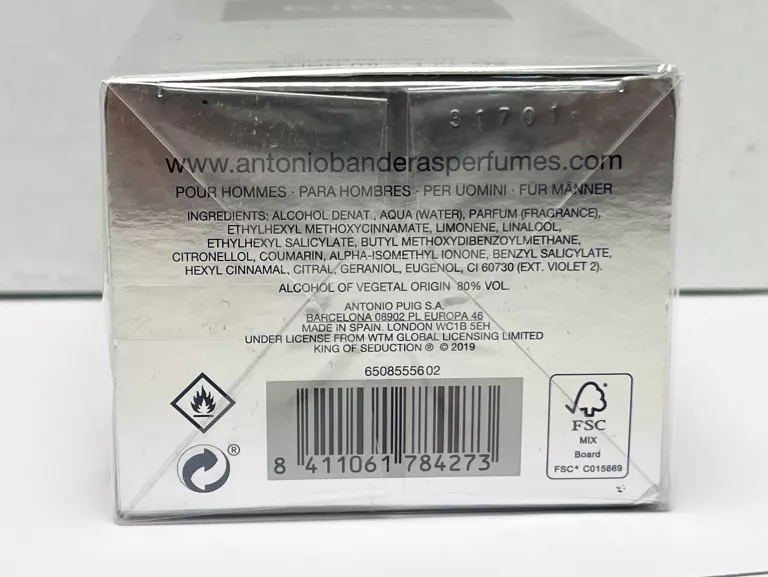 31701
www.antoniobanderasperfumes.com
POUR HOMMES · PARA HOMBRES · PER UOMINI · FÜR MÄNNER
INGREDIENTS: ALCOHOL DENAT., AQUA (WATER), PARFUM (FRAGRANCE),
ETHYLHEXYL METHOXYCINNAMATE, LIMONENE, LINALOOL,
ETHYLHEXYL SALICYLATE, BUTYL METHOXYDIBENZOYLMETHANE,
CITRONELLOL, COUMARIN, ALPHA-ISOMETHYL IONONE, BENZYL SALICYLATE,
HEXYL CINNAMAL, CITRAL, GERANIOL, EUGENOL, CI 60730 (EXT. VIOLET 2).
ALCOHOL OF VEGETAL ORIGIN 80% VOL.
ANTONIO PUIG S.A.
BARCELONA 08902 PL EUROPA 46
MADE IN SPAIN. LONDON WC1B 5EH
UNDER LICENSE FROM WTM GLOBAL LICENSING LIMITED
KING OF SEDUCTION ® © 2019
6508555602
8 411061 784273
®
FSC
MIX
Board
FSC® C015669